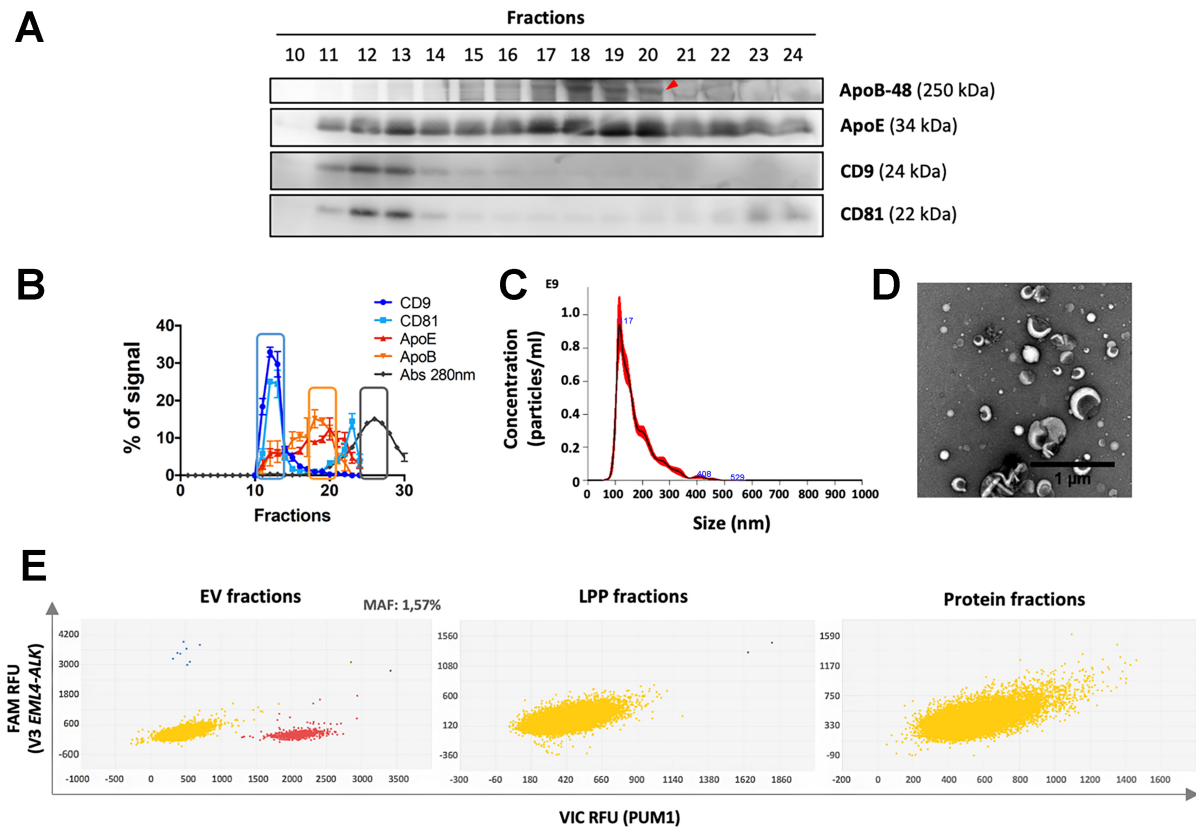 A
Fractions
10 11 12 13 14 15 16 17 18 19 20 21 22 23 24
ApoB-48 (250 kDa)
ApoE (34 kDa)
CD9 (24 kDa)
CD81 (22 kDa)
B
CD9
CD81
ApoE
ApoB
Abs 280nm
% of signal
40
30
20
10
0
0 10 20 30
Fractions
C
E9
Concentration
(particles/ml)
1.0
0.8
0.6
0.4
0.2
0
17
408
529
0 100 200 300 400 500 600 700 800 900 1000
Size (nm)
D
1 µm
E
EV fractions
MAF: 1,57%
LPP fractions
Protein fractions
FAM RFU
(V3 EML4-ALK)
4200
3000
1800
600
-600
-1000 -500 0 500 1000 1500 2000 2500 3000 3500
1560
1080
600
120
-360
-300 -60 180 420 660 900 1140 1380 1620 1860
1590
1170
750
330
-90
-200 0 200 400 600 800 1000 1200 1400 1600
VIC RFU (PUM1)